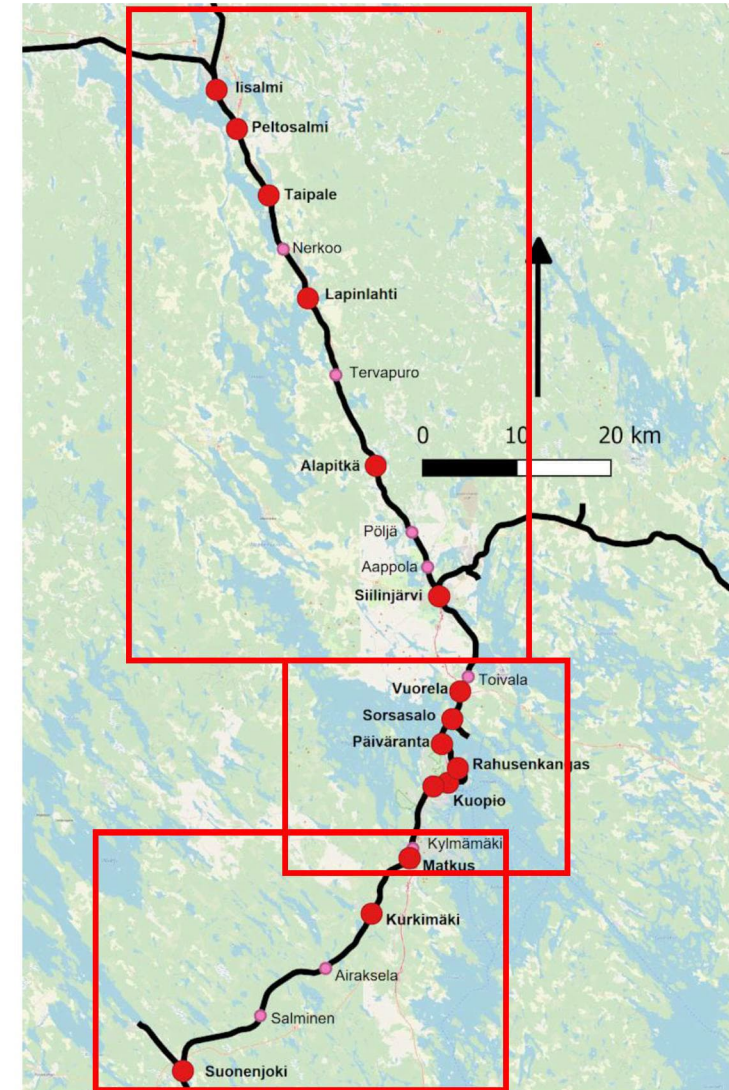 Iisalmi
Peltosalmi
Taipale
Nerkoo
Lapinlahti
Tervapuro
0 10 20 km
Alapitkä
Pöljä
Aappola
Siilinjärvi
Toivala
Vuorela
Sorsasalo
Päiväranta
Rahusenkangas
Kuopio
Kylmämäki
Matkus
Kurkimäki
Airaksela
Salminen
Suonenjoki